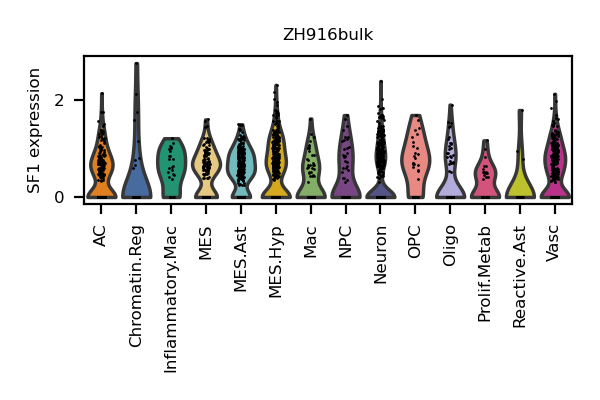 ZH916bulk
SF1 expression
2
0
AC
Chromatin.Reg
Inflammatory.Mac
MES
MES.Ast
MES.Hyp
Mac
NPC
Neuron
OPC
Oligo
Prolif.Metab
Reactive.Ast
Vasc